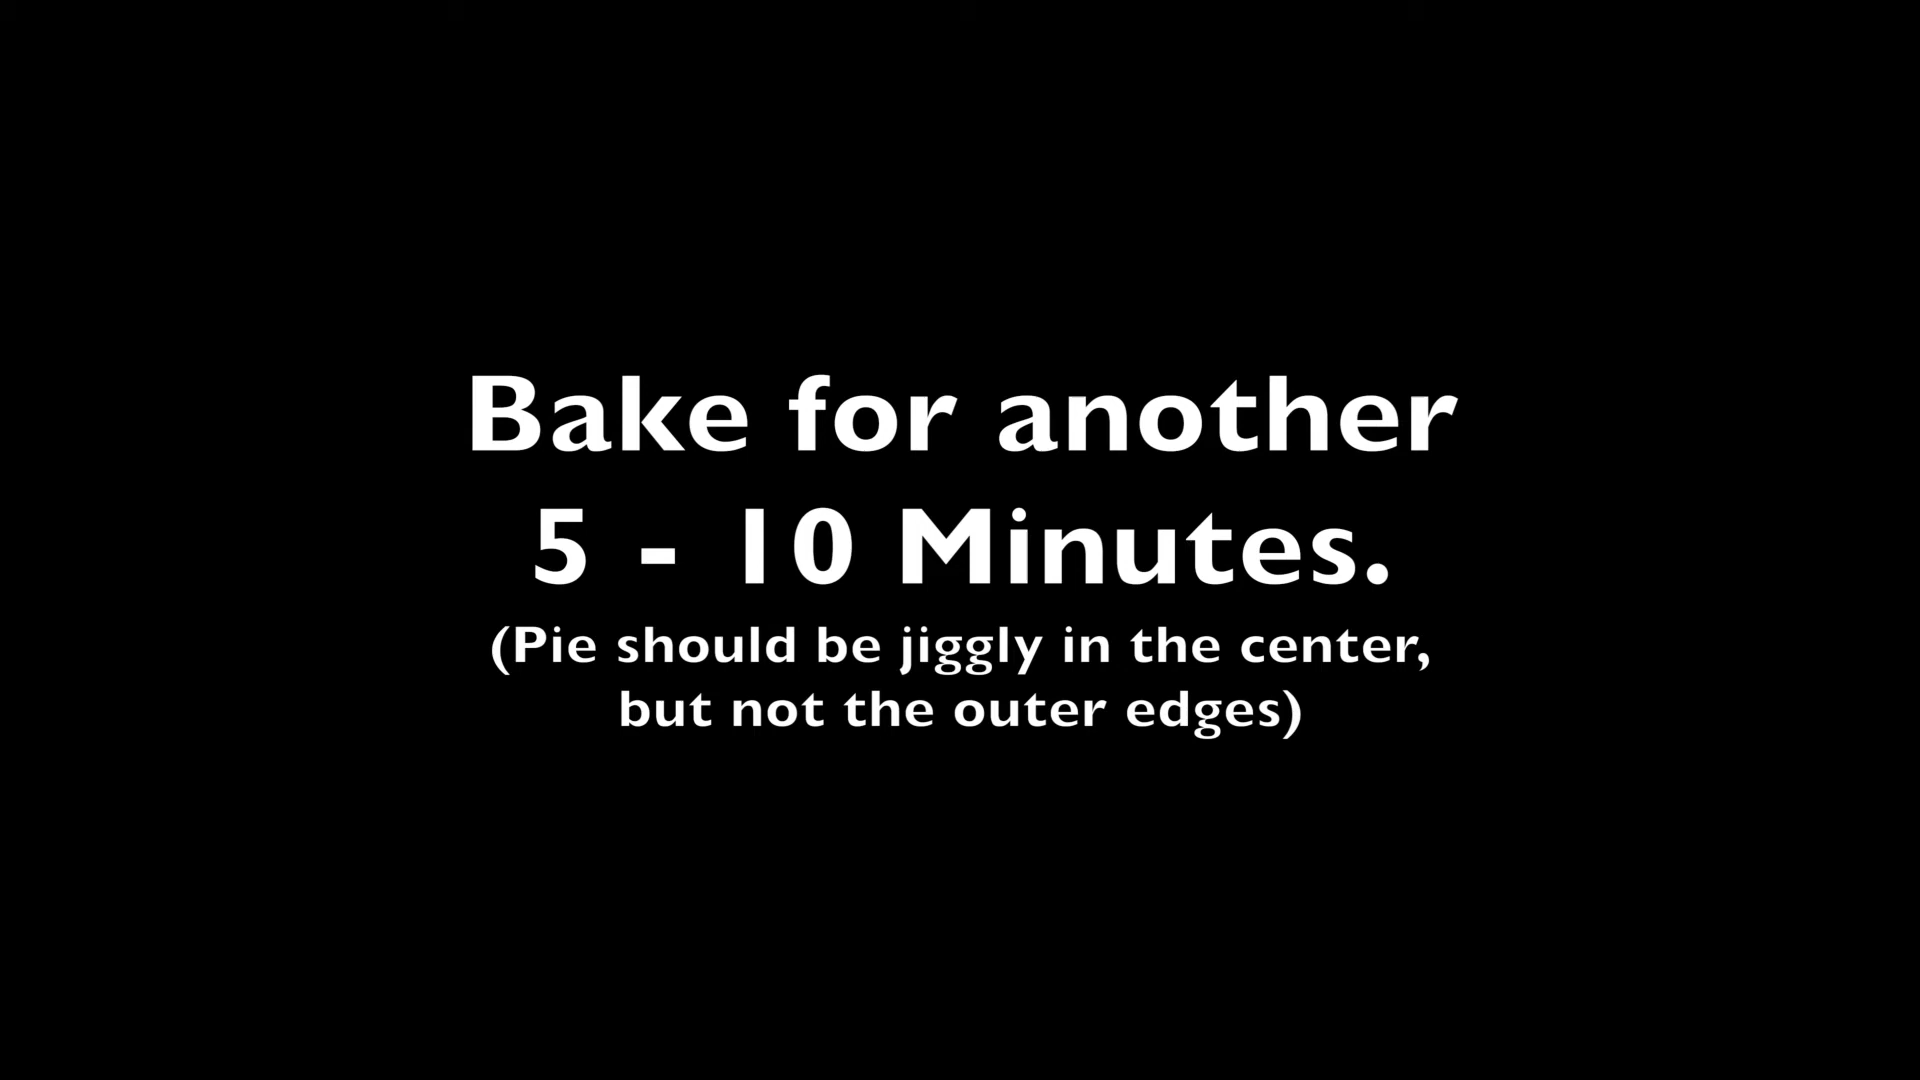 Bake for another
5 - 10 Minutes.
(Pie should be jiggly in the center,
but not the outer edges)